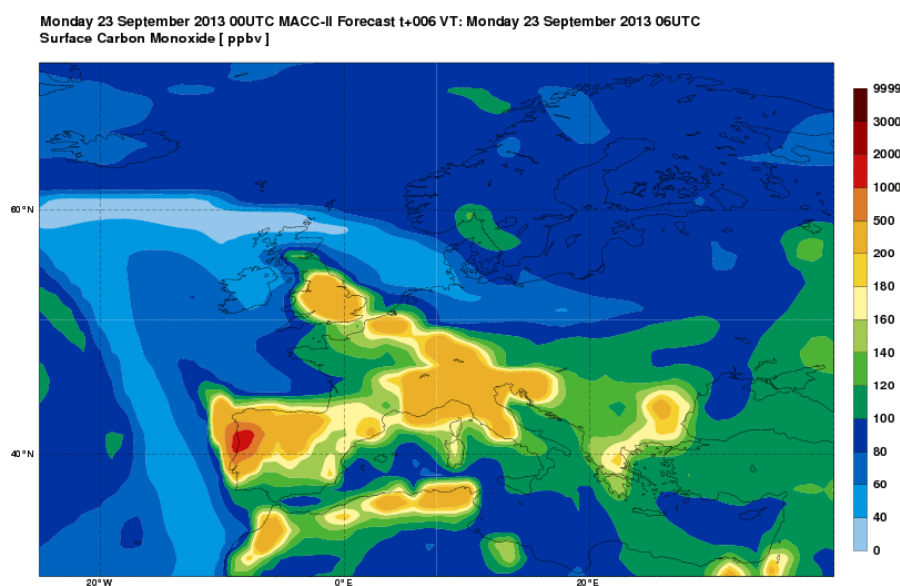 Monday 23 September 2013 00UTC MACC-II Forecast t+006 VT: Monday 23 September 2013 06UTC
Surface Carbon Monoxide [ ppbv ]
9999
3000
2000
1000
500
200
180
160
140
120
100
80
60
40
0
60°N
40°N
20°W
0°E
20°E